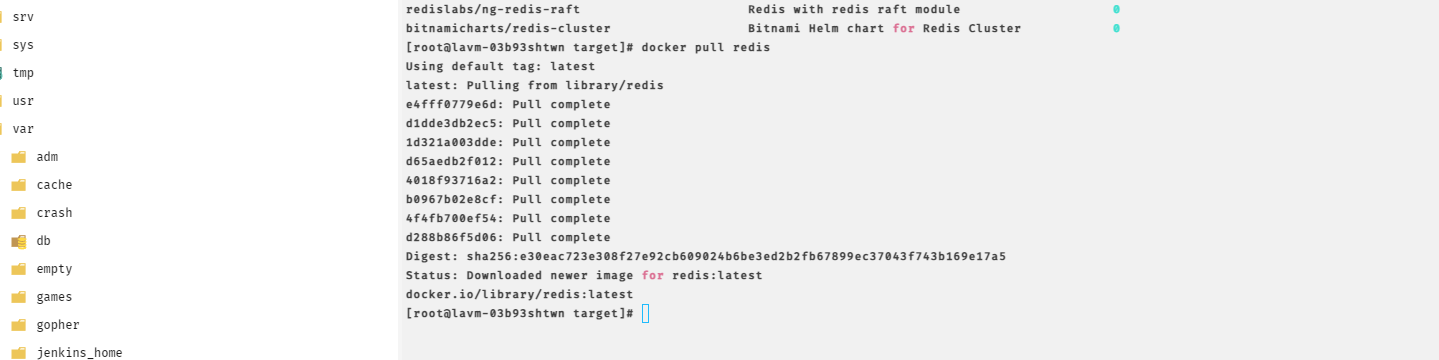 srv
sys
tmp
usr
var
adm
cache
crash
db
empty
games
gopher
jenkins_home
redislabs/ng-redis-raft Redis with redis raft module 0
bitnamicharts/redis-cluster Bitnami Helm chart for Redis Cluster 0
[root@lavm-03b93shtwn target]# docker pull redis
Using default tag: latest
latest: Pulling from library/redis
e4fff0779e6d: Pull complete
d1dde3db2ec5: Pull complete
1d321a003dde: Pull complete
d65aedb2f012: Pull complete
4018f93716a2: Pull complete
b0967b02e8cf: Pull complete
4f4fb700ef54: Pull complete
d288b86f5d06: Pull complete
Digest: sha256:e30eac723e308f27e92cb609024b6be3ed2b2fb67899ec37043f743b169e17a5
Status: Downloaded newer image for redis:latest
docker.io/library/redis:latest
[root@lavm-03b93shtwn target]#